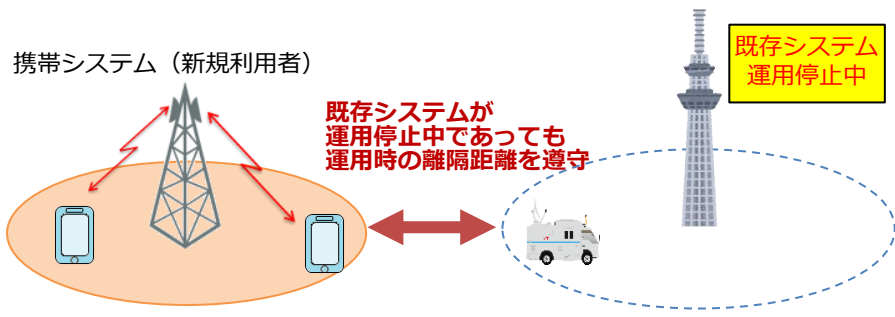 携帯システム（新規利用者）
既存システムが
運用停止中であっても
運用時の離隔距離を遵守
既存システム
運用停止中